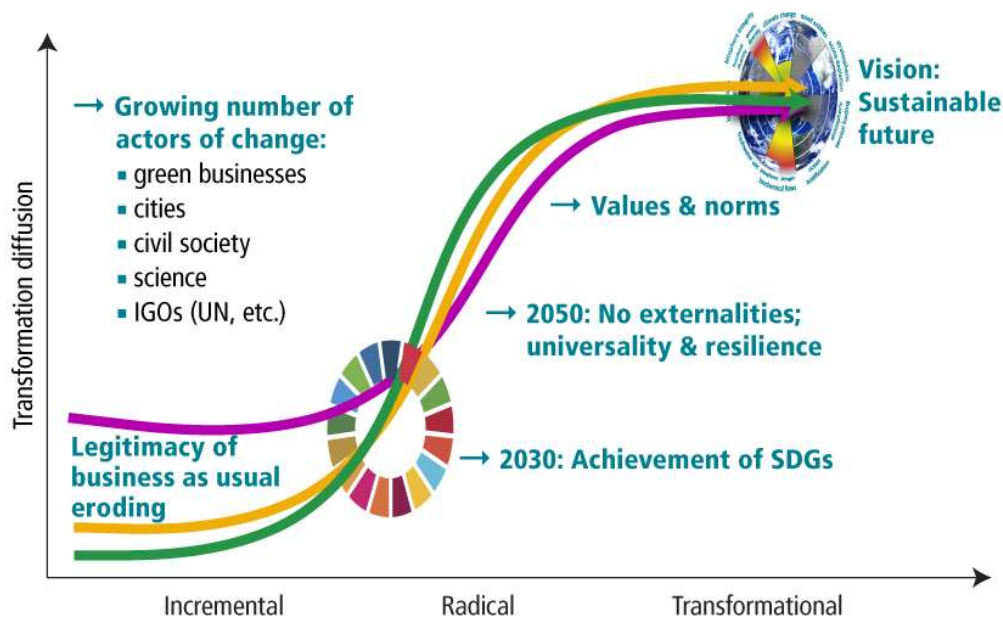 → Growing number of
actors of change:
▪ green businesses
▪ cities
▪ civil society
▪ science
▪ IGOs (UN, etc.)
Vision:
Sustainable
future
climate change
→ Values & norms
→ 2050: No externalities;
universality & resilience
Legitimacy of
business as usual
eroding
→ 2030: Achievement of SDGs
Transformation diffusion
Incremental
Radical
Transformational